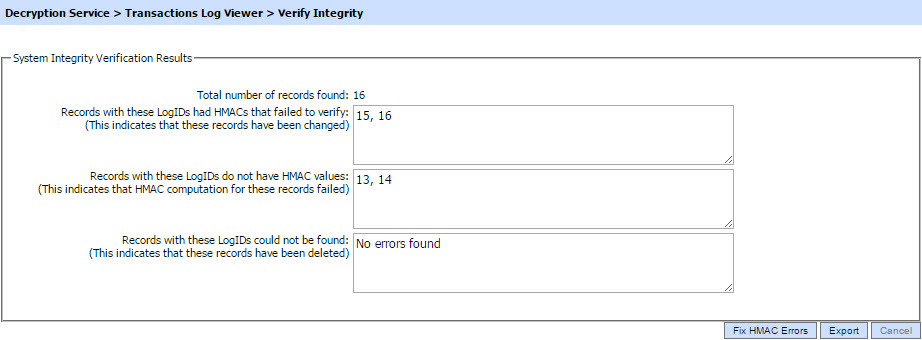 Decryption Service > Transactions Log Viewer > Verify Integrity
System Integrity Verification Results
Total number of records found: 16
Records with these LogIDs had HMACs that failed to verify: 15, 16
(This indicates that these records have been changed)
Records with these LogIDs do not have HMAC values: 13, 14
(This indicates that HMAC computation for these records failed)
Records with these LogIDs could not be found: No errors found
(This indicates that these records have been deleted)
Fix HMAC Errors Export Cancel